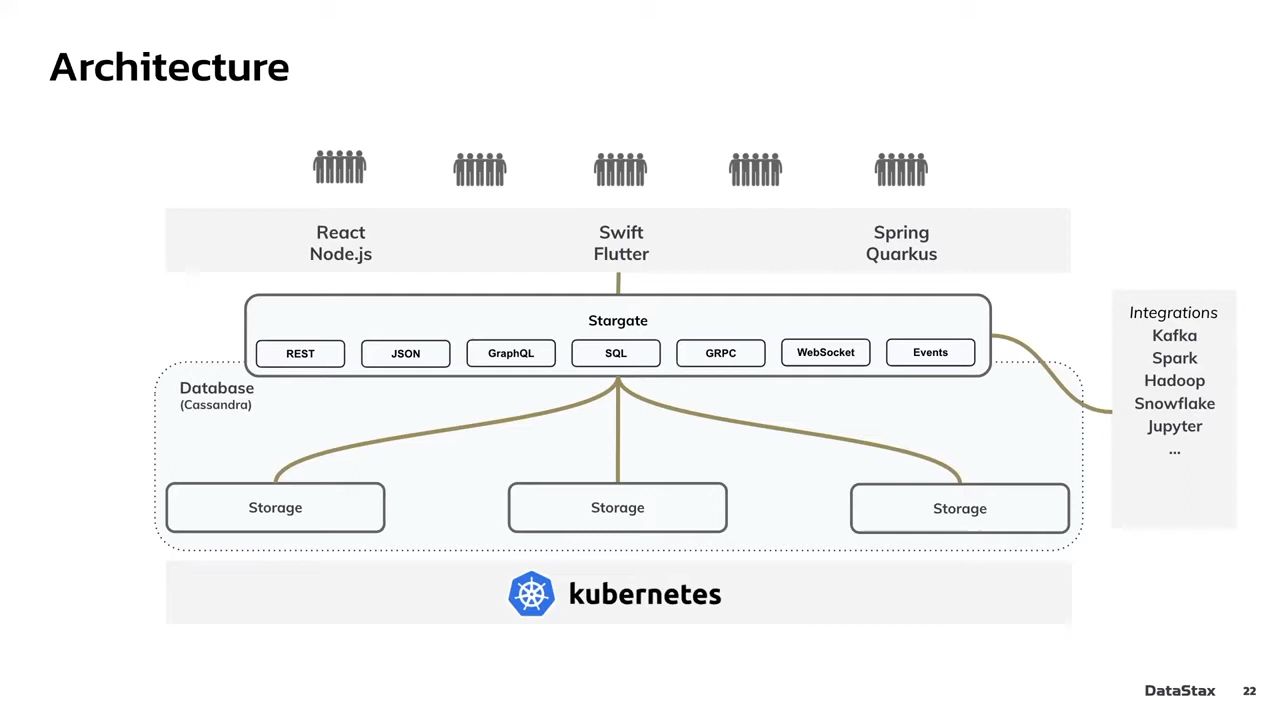 Architecture
React
Node.js
Swift
Flutter
Spring
Quarkus
Stargate
REST
JSON
GraphQL
SQL
GRPC
WebSocket
Events
Integrations
Kafka
Spark
Hadoop
Snowflake
Jupyter
...
Database
(Cassandra)
Storage
Storage
Storage
kubernetes
DataStax
22